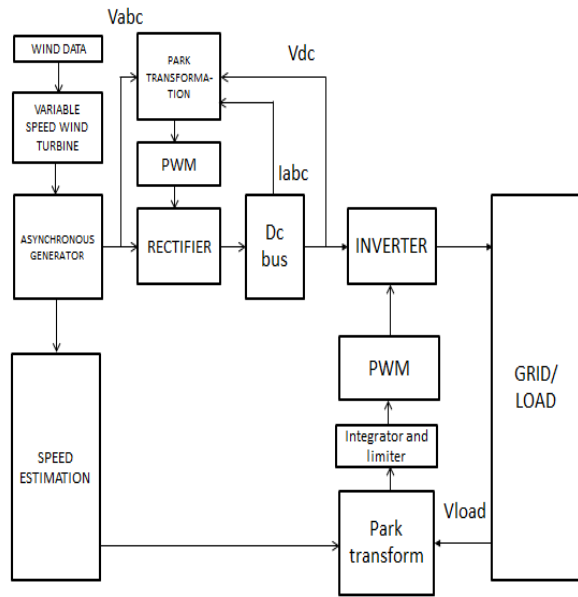 Vabc
WIND DATA
PARK
TRANSFORMA-
TION
Vdc
VARIABLE
SPEED WIND
TURBINE
PWM
Iabc
ASYNCHRONOUS
GENERATOR
RECTIFIER
Dc
bus
INVERTER
GRID/
LOAD
PWM
SPEED
ESTIMATION
Integrator and
limiter
Park
transform
Vload